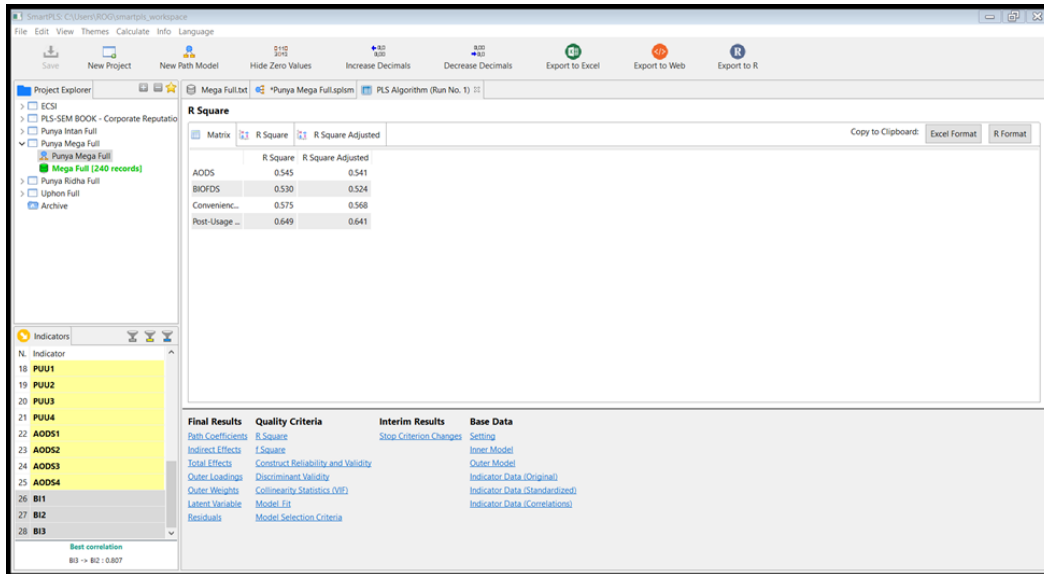 SmartPLS: C:\Users\ROG\smartpls_workspace
File Edit View Themes Calculate Info Language
Save New Project New Path Model Hide Zero Values Increase Decimals Decrease Decimals Export to Excel Export to Web Export to R
Project Explorer
ECSI
PLS-SEM BOOK - Corporate Reputatio
Punya Intan Full
Punya Mega Full
Punya Mega Full
Mega Full [240 records]
Punya Ridha Full
Uphon Full
Archive
Mega Full.txt *Punya Mega Full.splsm PLS Algorithm (Run No. 1)
R Square
Matrix R Square R Square Adjusted Copy to Clipboard: Excel Format R Format
R Square R Square Adjusted
AODS 0.545 0.541
BIOFDS 0.530 0.524
Convenienc... 0.575 0.568
Post-Usage ... 0.649 0.641
Indicators
N. Indicator
18 PUU1
19 PUU2
20 PUU3
21 PUU4
22 AODS1
23 AODS2
24 AODS3
25 AODS4
26 BI1
27 BI2
28 BI3
Best correlation
BI3 -> BI2 : 0.807
Final Results Quality Criteria Interim Results Base Data
Path Coefficients R Square Stop Criterion Changes Setting
Indirect Effects f Square Inner Model
Total Effects Construct Reliability and Validity Outer Model
Outer Loadings Discriminant Validity Indicator Data (Original)
Outer Weights Collinearity Statistics (VIF) Indicator Data (Standardized)
Latent Variable Model Fit Indicator Data (Correlations)
Residuals Model Selection Criteria